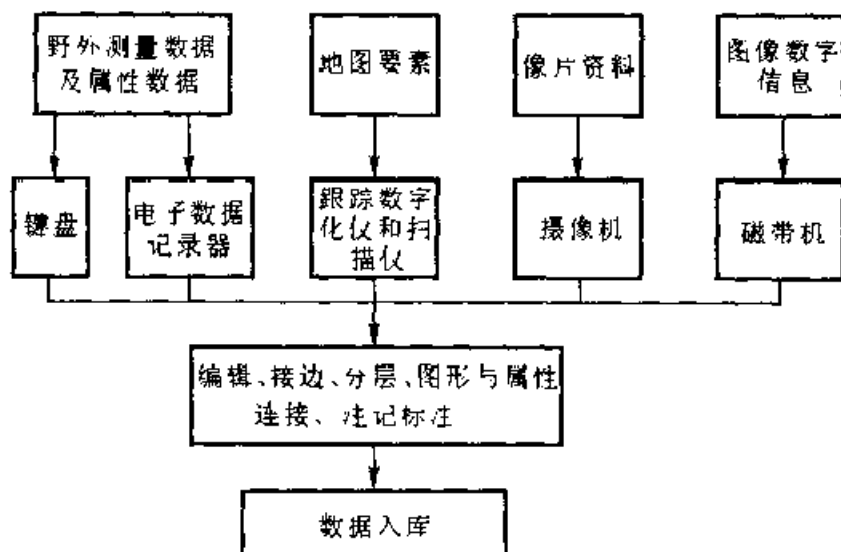 野外测量数据
及属性数据
地图要素
像片资料
图像数字
信息
键盘
电子数据
记录器
跟踪数字
化仪和扫
描仪
摄像机
磁带机
编辑、接边、分层、图形与属性
连接、注记标注
数据入库